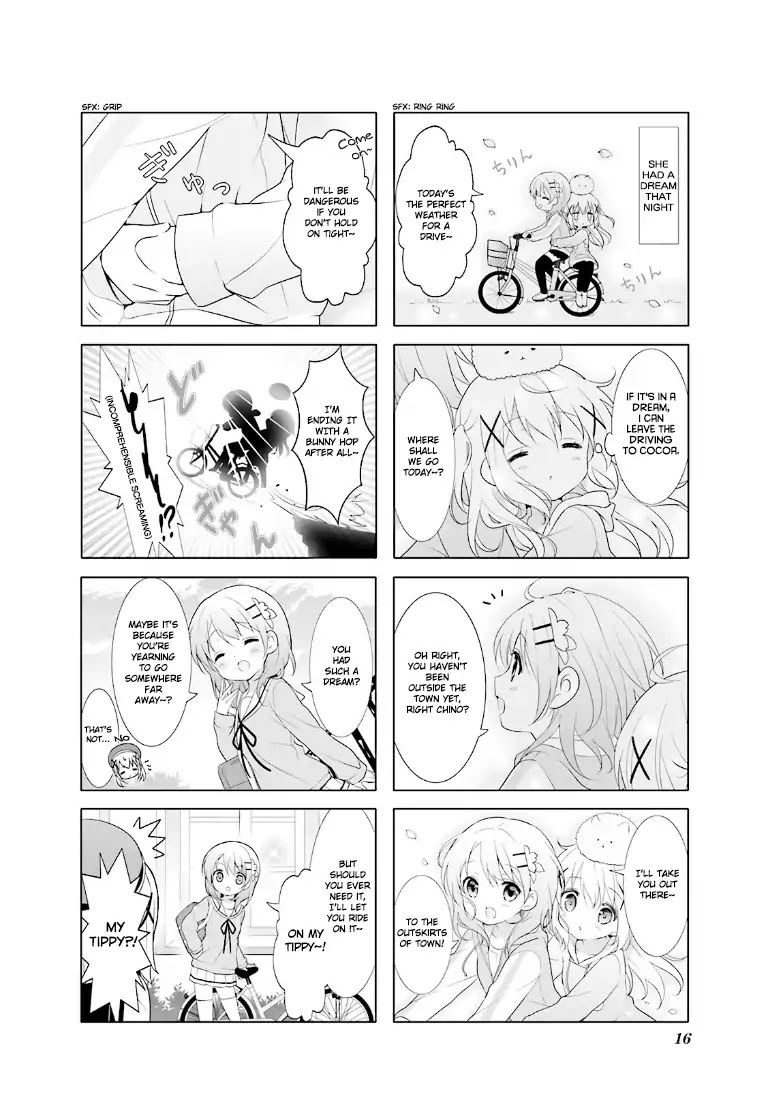 SFX: RING RING
SHE
HAD A
DREAM
THAT
NIGHT
ちりん
TODAY'S
THE PERFECT
WEATHER
FOR A
DRIVE~
ちりん
IF IT'S IN A
DREAM,
I CAN
LEAVE THE
DRIVING
TO COCOA.
WHERE
SHALL
WE GO
TODAY~?
OH RIGHT,
YOU HAVEN'T
BEEN
OUTSIDE THE
TOWN YET,
RIGHT CHINO?
I'LL TAKE
YOU OUT
THERE~
TO THE
OUTSKIRTS
OF TOWN!
SFX: GRIP
COME
ON~
IT'LL BE
DANGEROUS
IF YOU
DON'T HOLD
ON TIGHT~
ぎ
ゅっ
I'M
ENDING IT
WITH A
BUNNY HOP
AFTER ALL~
ど
ぎゃん
!?
(INCOMPREHENSIBLE SCREAMING)
YOU
HAD
SUCH A
DREAM?
MAYBE IT'S
BECAUSE
YOU'RE
YEARNING
TO GO
SOMEWHERE
FAR
AWAY~?
THAT'S
NOT... NO
BUT
SHOULD
YOU EVER
NEED IT,
I'LL LET
YOU RIDE
ON IT~
ON MY
TIPPY~!
MY
TIPPY?!
16